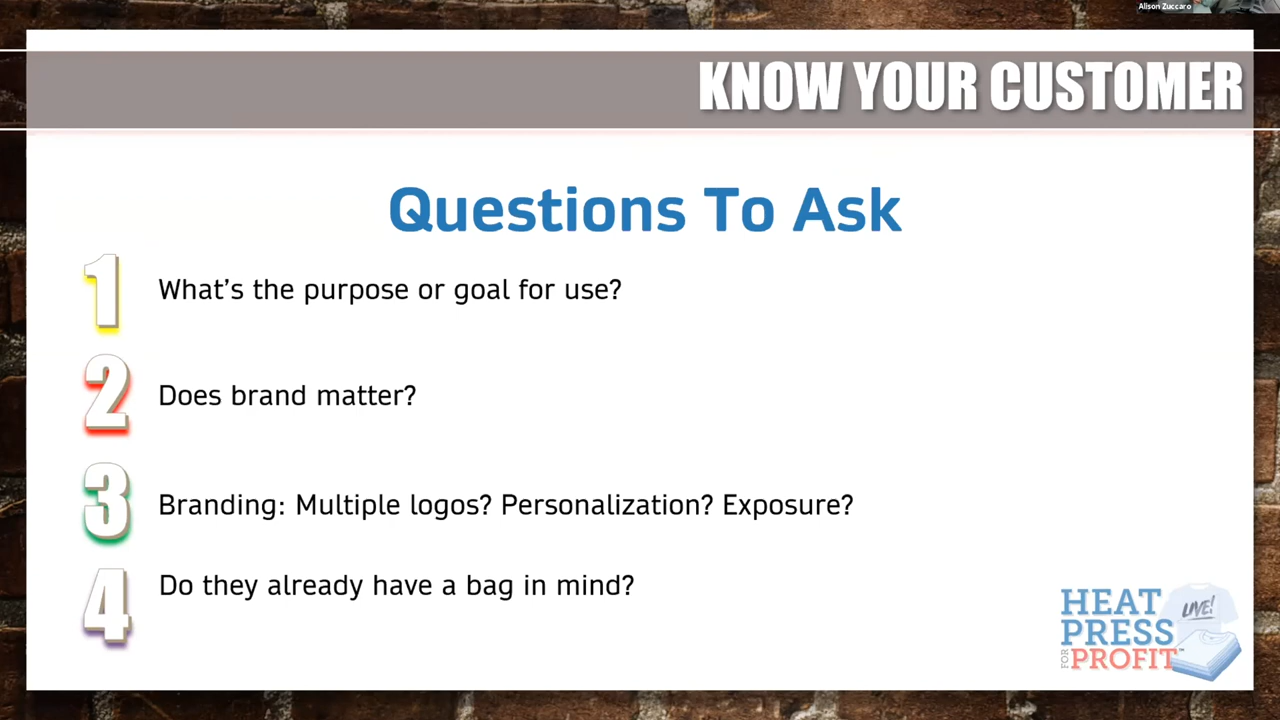 Alison Zuccaro
KNOW YOUR CUSTOMER
Questions To Ask
1 What's the purpose or goal for use?
2 Does brand matter?
3 Branding: Multiple logos? Personalization? Exposure?
4 Do they already have a bag in mind?
HEAT LIVE!
PRESS
FOR PROFIT™